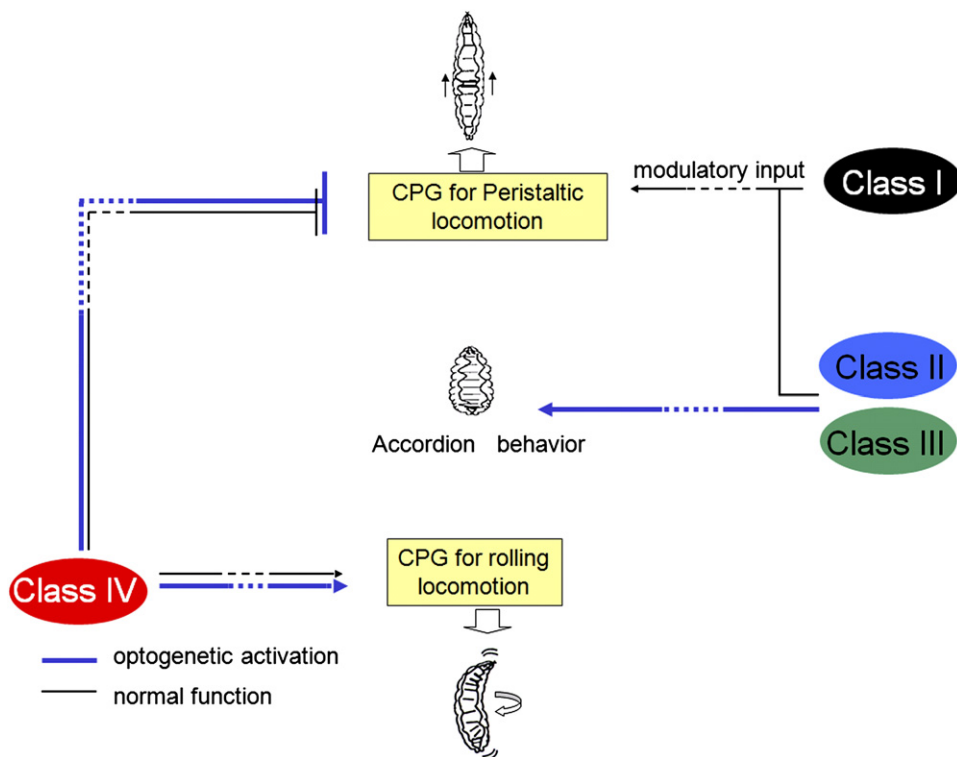 modulatory input
Class I
CPG for Peristaltic
locomotion
Class II
Accordion behavior
Class III
CPG for rolling
locomotion
Class IV
optogenetic activation
normal function